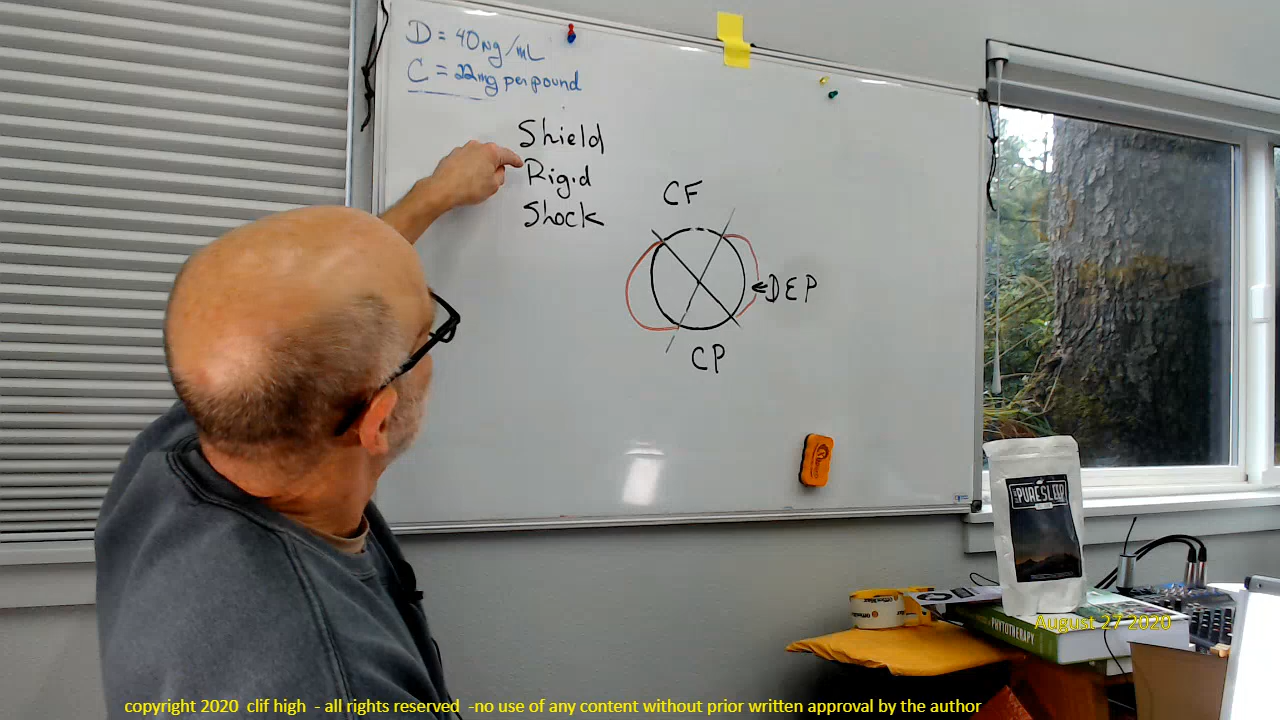 D = 40ng/mL
C = 22mg per pound
Shield
Rigid
Shock
CF
DEP
CP
PURESLEEP
PHYTOTHERAPY
August 27 2020
copyright 2020 clif high - all rights reserved -no use of any content without prior written approval by the author